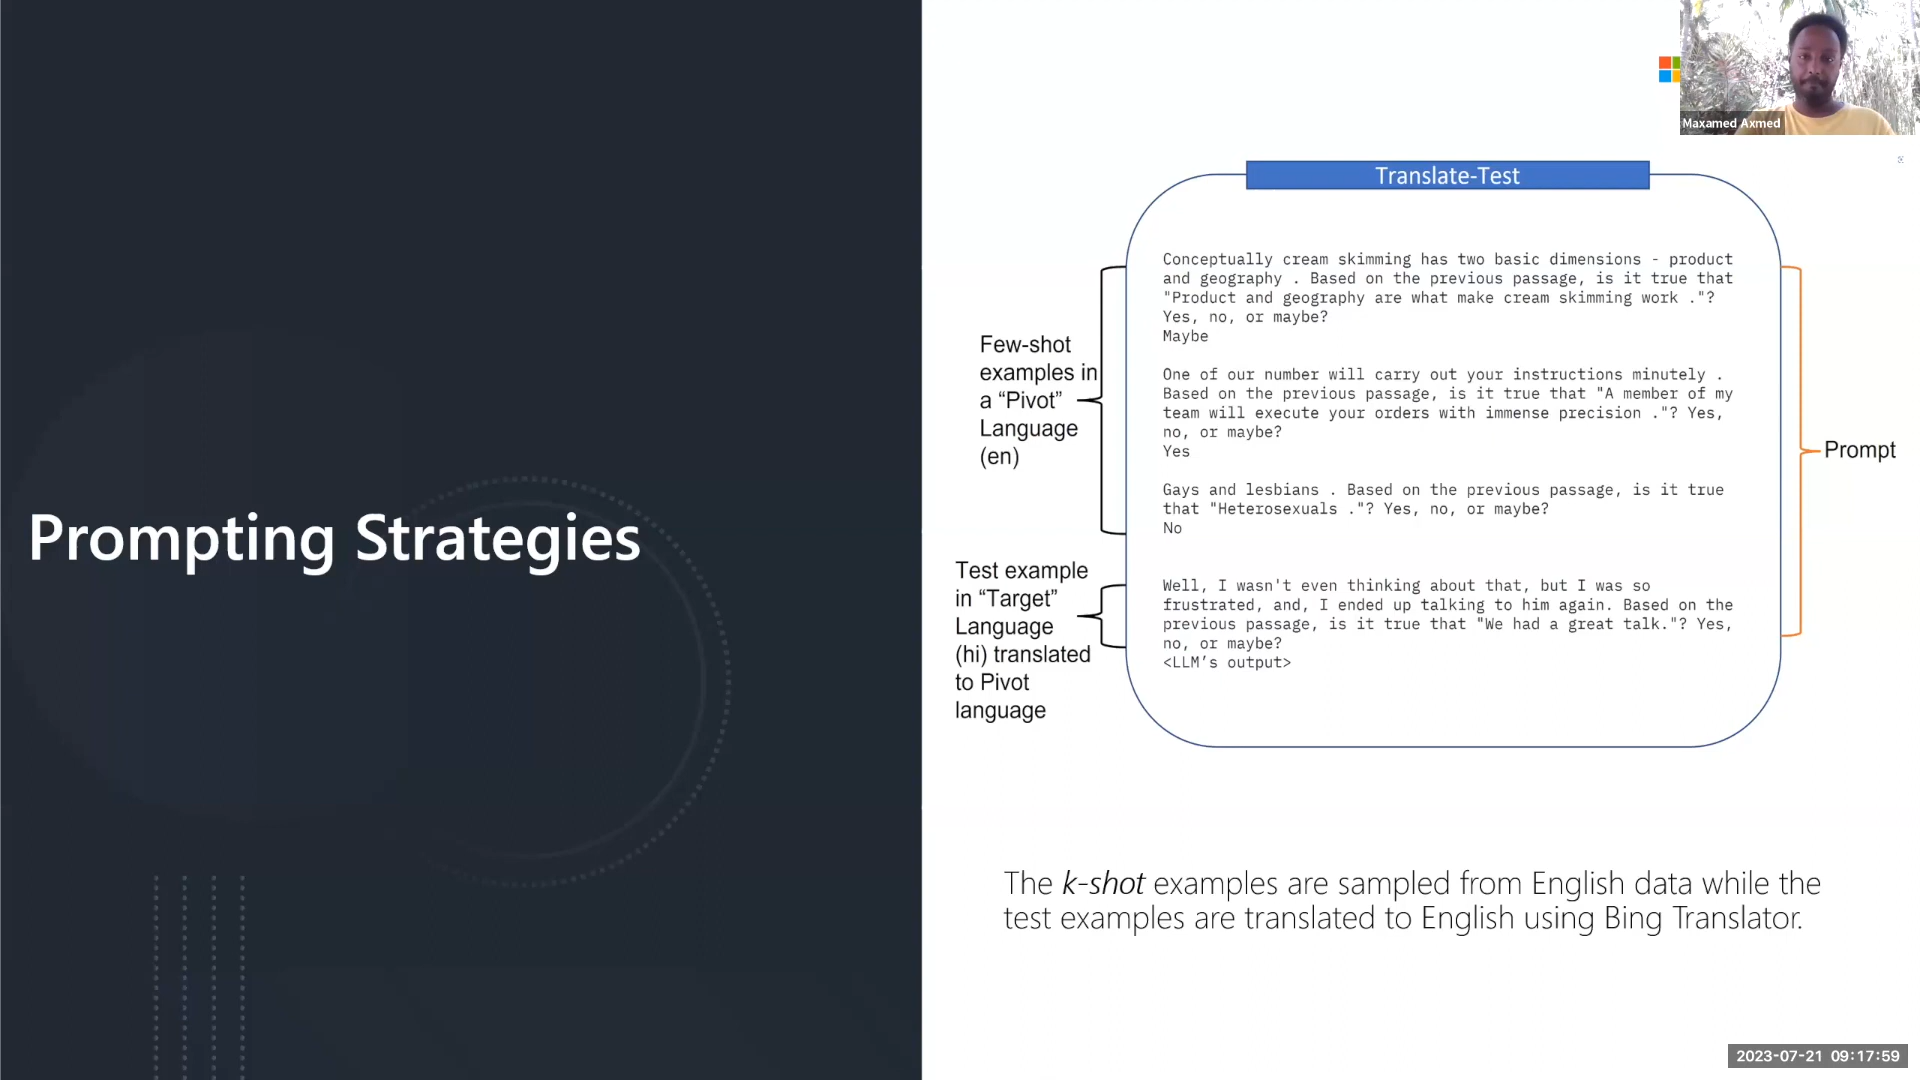 Maxamed Axmed
Prompting Strategies
Translate-Test
Few-shot
examples in
a “Pivot”
Language
(en)
Conceptually cream skimming has two basic dimensions - product
and geography . Based on the previous passage, is it true that
"Product and geography are what make cream skimming work ."?
Yes, no, or maybe?
Maybe
One of our number will carry out your instructions minutely .
Based on the previous passage, is it true that "A member of my
team will execute your orders with immense precision ."? Yes,
no, or maybe?
Yes
Gays and lesbians . Based on the previous passage, is it true
that "Heterosexuals ."? Yes, no, or maybe?
No
Prompt
Test example
in “Target”
Language
(hi) translated
to Pivot
language
Well, I wasn't even thinking about that, but I was so
frustrated, and, I ended up talking to him again. Based on the
previous passage, is it true that "We had a great talk."? Yes,
no, or maybe?
<LLM’s output>
The k-shot examples are sampled from English data while the
test examples are translated to English using Bing Translator.
2023-07-21 09:17:59